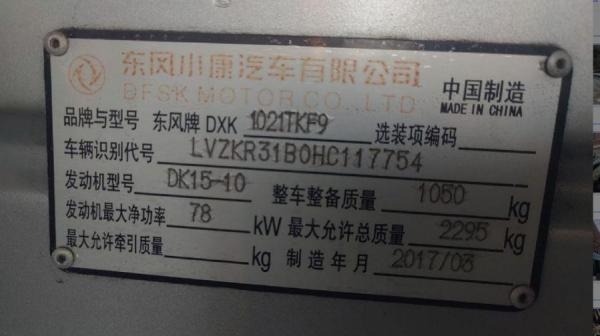 东风小康汽车有限公司
DFSK MOTOR CO.,LTD
中国制造
MADE IN CHINA
品牌与型号 东风牌 DXK 1021TKF9 选装项编码
车辆识别代号 LVZKR31B0HC117754
发动机型号 DK15-10 整车整备质量 1050 kg
发动机最大净功率 78 kW 最大允许总质量 2295 kg
最大允许牵引质量 kg 制造年月 2017/03